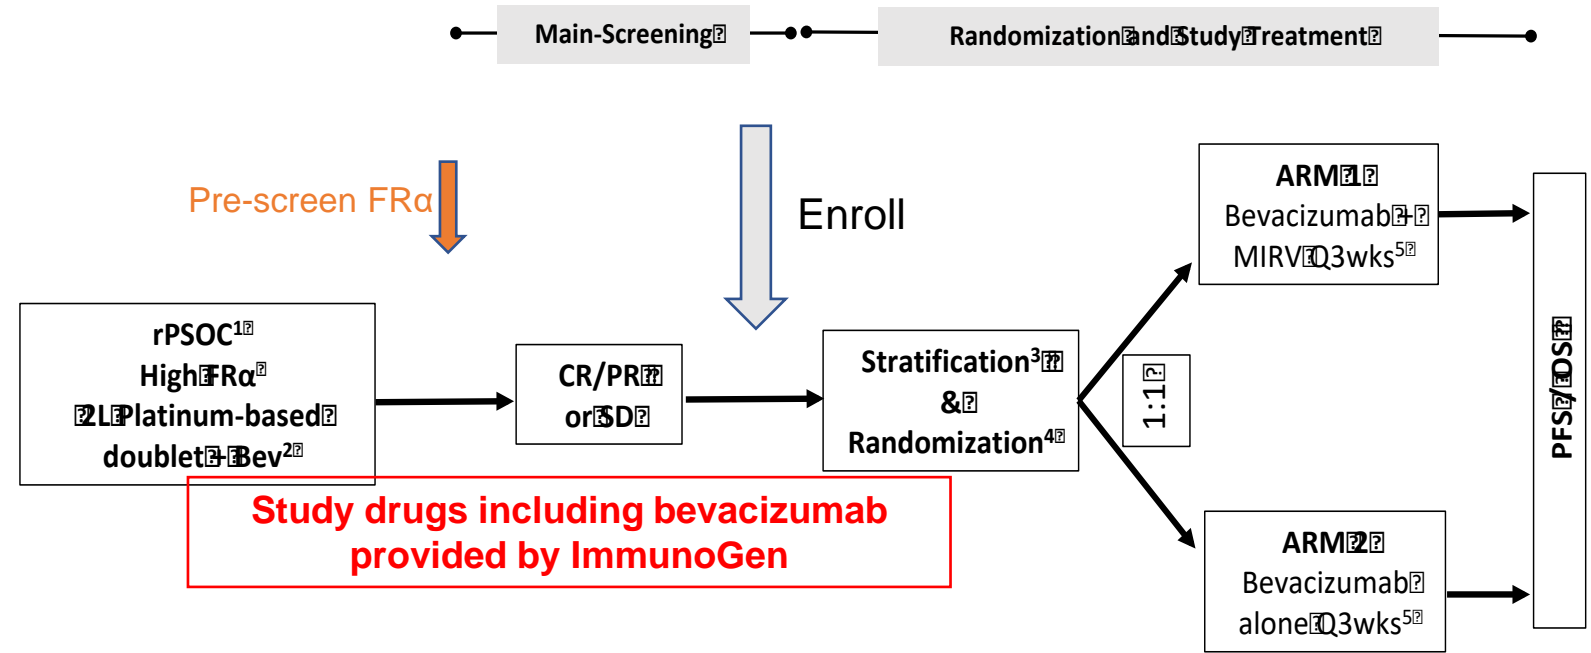 Main-Screening
Randomization and Study Treatment
Pre-screen FRα
Enroll
rPSOC¹
High FRα
2L Platinum-based
doublet + Bev²
CR/PR
or SD
Stratification³
&
Randomization⁴
1:1
ARM 1
Bevacizumab +
MIRV Q3wks⁵
ARM 2
Bevacizumab
alone Q3wks⁵
PFS / OS
Study drugs including bevacizumab
provided by ImmunoGen